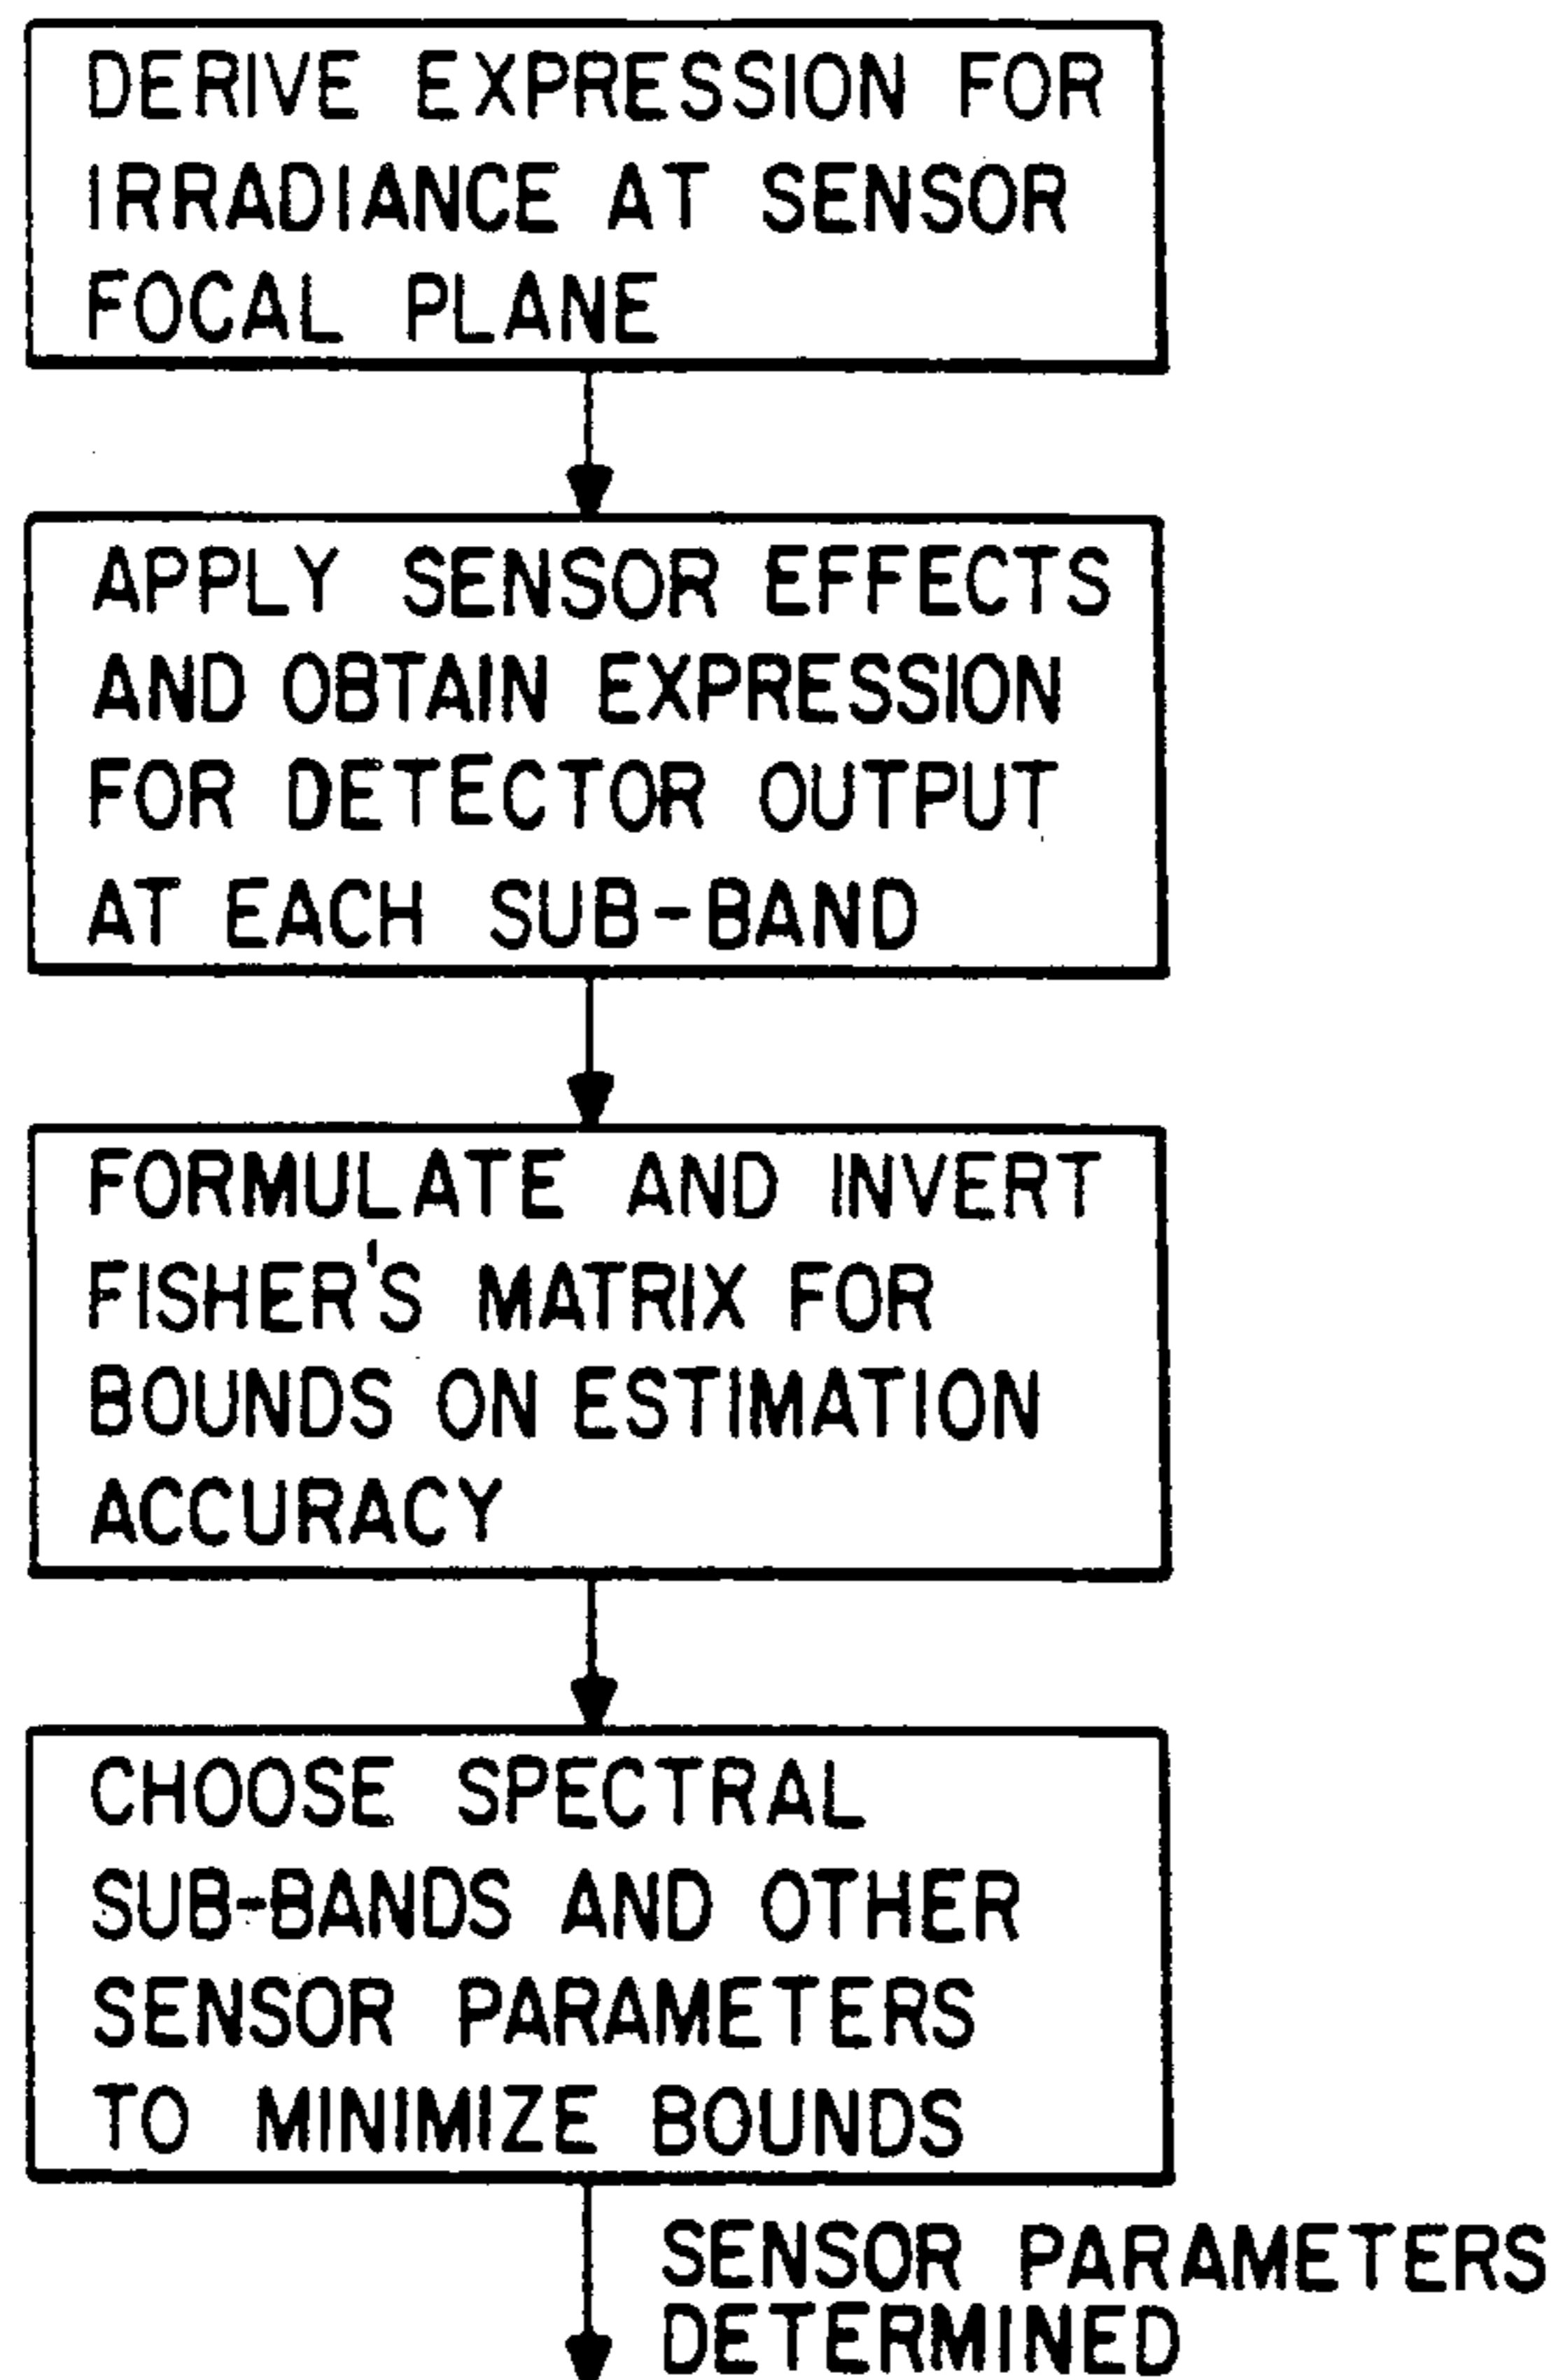 DERIVE EXPRESSION FOR
IRRADIANCE AT SENSOR
FOCAL PLANE
APPLY SENSOR EFFECTS
AND OBTAIN EXPRESSION
FOR DETECTOR OUTPUT
AT EACH SUB-BAND
FORMULATE AND INVERT
FISHER'S MATRIX FOR
BOUNDS ON ESTIMATION
ACCURACY
CHOOSE SPECTRAL
SUB-BANDS AND OTHER
SENSOR PARAMETERS
TO MINIMIZE BOUNDS
SENSOR PARAMETERS
DETERMINED